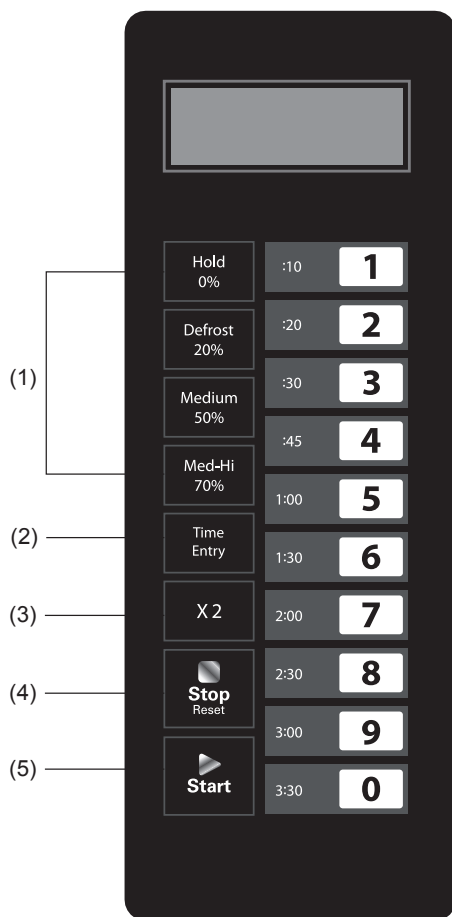 Hold
0%
Defrost
20%
Medium
50%
Med-Hi
70%
Time
Entry
X 2
Stop
Reset
Start
:10 1
:20 2
:30 3
:45 4
1:00 5
1:30 6
2:00 7
2:30 8
3:00 9
3:30 0
(1)
(2)
(3)
(4)
(5)